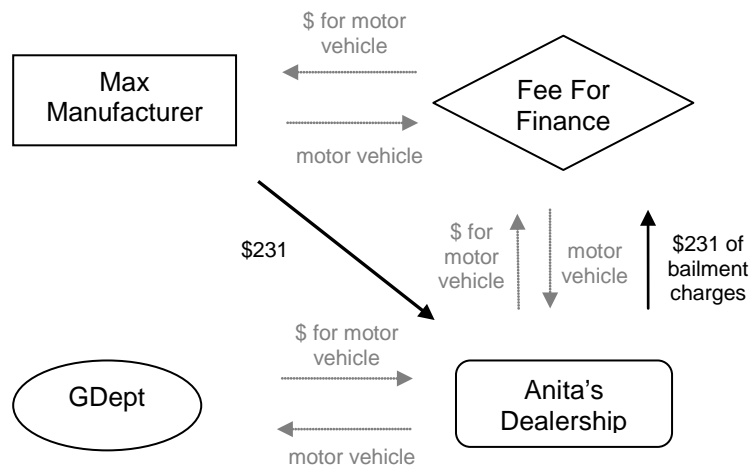 $ for motor
vehicle
Max
Manufacturer
Fee For
Finance
motor vehicle
$231
$ for
motor
vehicle
motor
vehicle
$231 of
bailment
charges
$ for motor
vehicle
GDept
Anita's
Dealership
motor vehicle